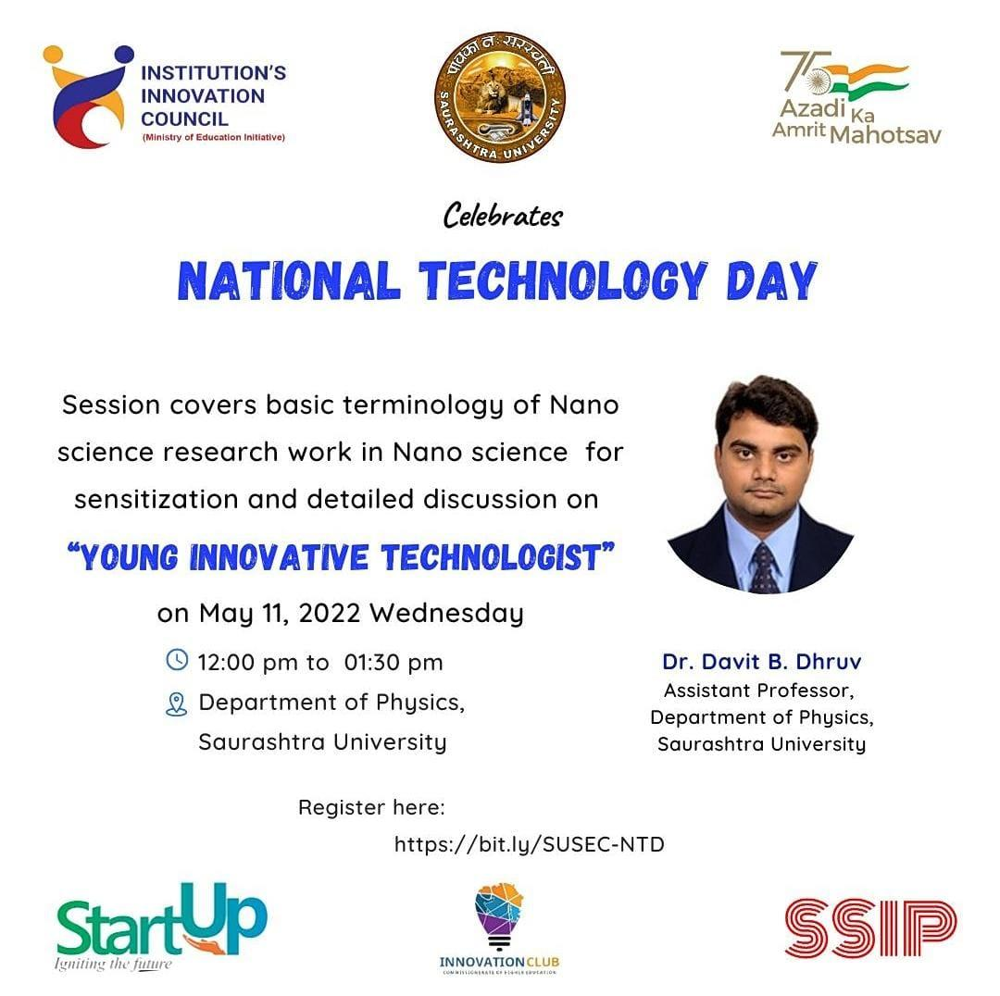 INSTITUTION'S
INNOVATION
COUNCIL
(Ministry of Education Initiative)
SAURASHTRA UNIVERSITY
75
Azadi Ka
Amrit Mahotsav
Celebrates
NATIONAL TECHNOLOGY DAY
Session covers basic terminology of Nano
science research work in Nano science for
sensitization and detailed discussion on
“YOUNG INNOVATIVE TECHNOLOGIST”
on May 11, 2022 Wednesday
12:00 pm to 01:30 pm
Department of Physics,
Saurashtra University
Dr. Davit B. Dhruv
Assistant Professor,
Department of Physics,
Saurashtra University
Register here:
https://bit.ly/SUSEC-NTD
StartUp
Igniting the future
INNOVATION CLUB
COMMISSIONERATE OF HIGHER EDUCATION
SSIP